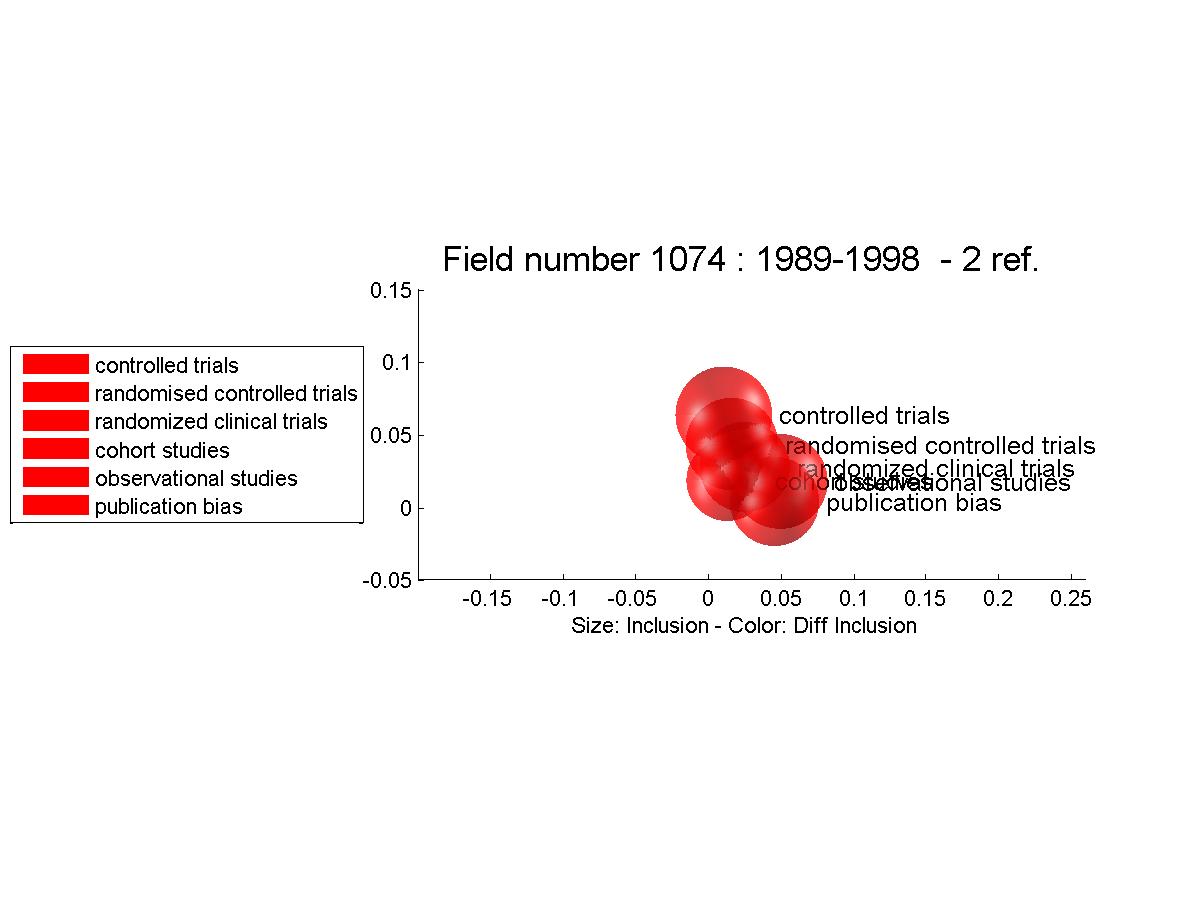 Field number 1074 : 1989-1998 - 2 ref.
controlled trials
randomised controlled trials
randomized clinical trials
cohort studies
observational studies
publication bias
0.15
0.1
0.05
0
-0.05
controlled trials
randomised controlled trials
randomized clinical trials
cohort studies
observational studies
publication bias
-0.15
-0.1
-0.05
0
0.05
0.1
0.15
0.2
0.25
Size: Inclusion - Color: Diff Inclusion